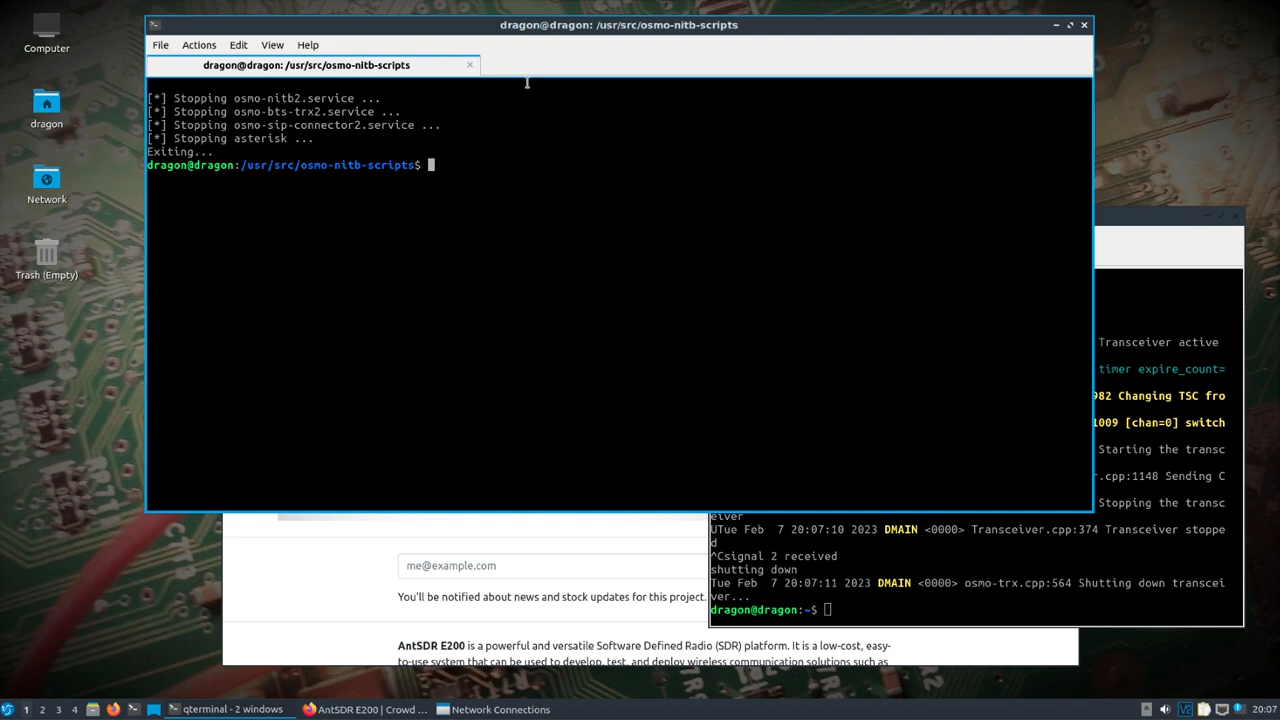 dragon@dragon: /usr/src/osmo-nitb-scripts
File Actions Edit View Help
dragon@dragon: /usr/src/osmo-nitb-scripts
[*] Stopping osmo-nitb2.service ...
[*] Stopping osmo-bts-trx2.service ...
[*] Stopping osmo-sip-connector2.service ...
[*] Stopping asterisk ...
Exiting...
dragon@dragon:/usr/src/osmo-nitb-scripts$
Computer
dragon
Network
Trash (Empty)
Transceiver active
timer expire_count=
982 Changing TSC fro
1009 [chan=0] switch
Starting the transc
r.cpp:1148 Sending C
Stopping the transc
eiver
UTue Feb  7 20:07:10 2023 DMAIN <0000> Transceiver.cpp:374 Transceiver stoppe
d
^Csignal 2 received
shutting down
Tue Feb  7 20:07:11 2023 DMAIN <0000> osmo-trx.cpp:564 Shutting down transcei
ver...
dragon@dragon:~$
me@example.com
You'll be notified about news and stock updates for this project.
AntSDR E200 is a powerful and versatile Software Defined Radio (SDR) platform. It is a low-cost, easy-
to-use system that can be used to develop, test, and deploy wireless communication solutions such as
1 2 3 4 qterminal - 2 windows AntSDR E200 | Crowd ... Network Connections 20:07